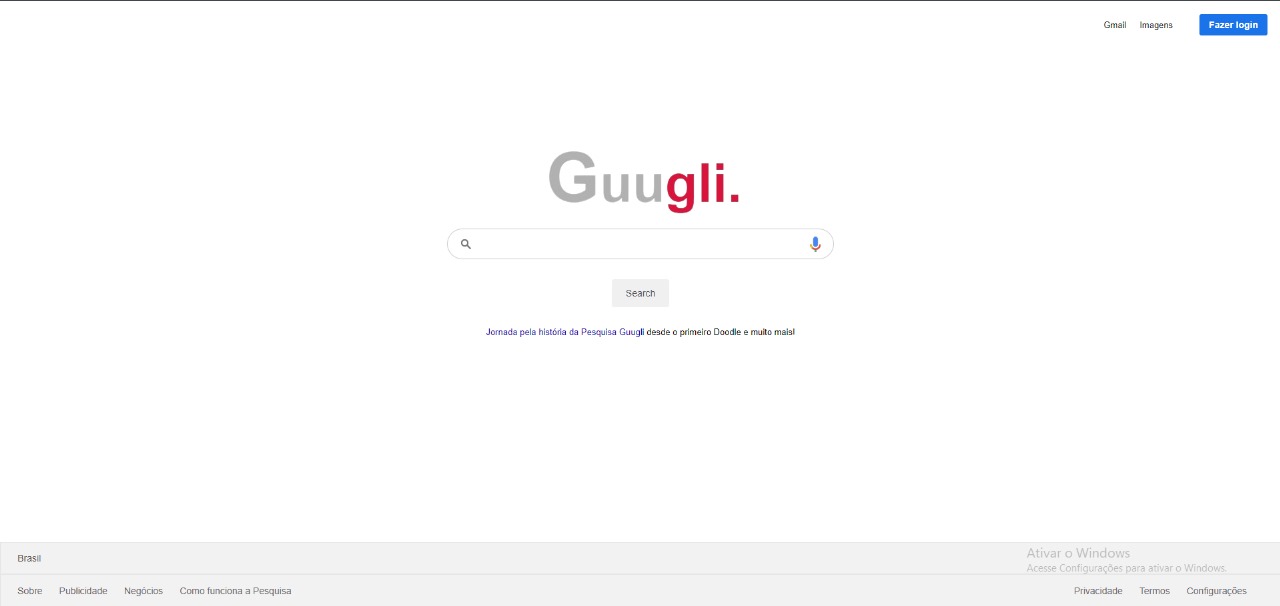 Gmail Imagens Fazer login
Guugli.
Search
Jornada pela história da Pesquisa Guugli desde o primeiro Doodle e muito mais!
Brasil
Ativar o Windows
Acesse Configurações para ativar o Windows.
Sobre Publicidade Negócios Como funciona a Pesquisa Privacidade Termos Configurações